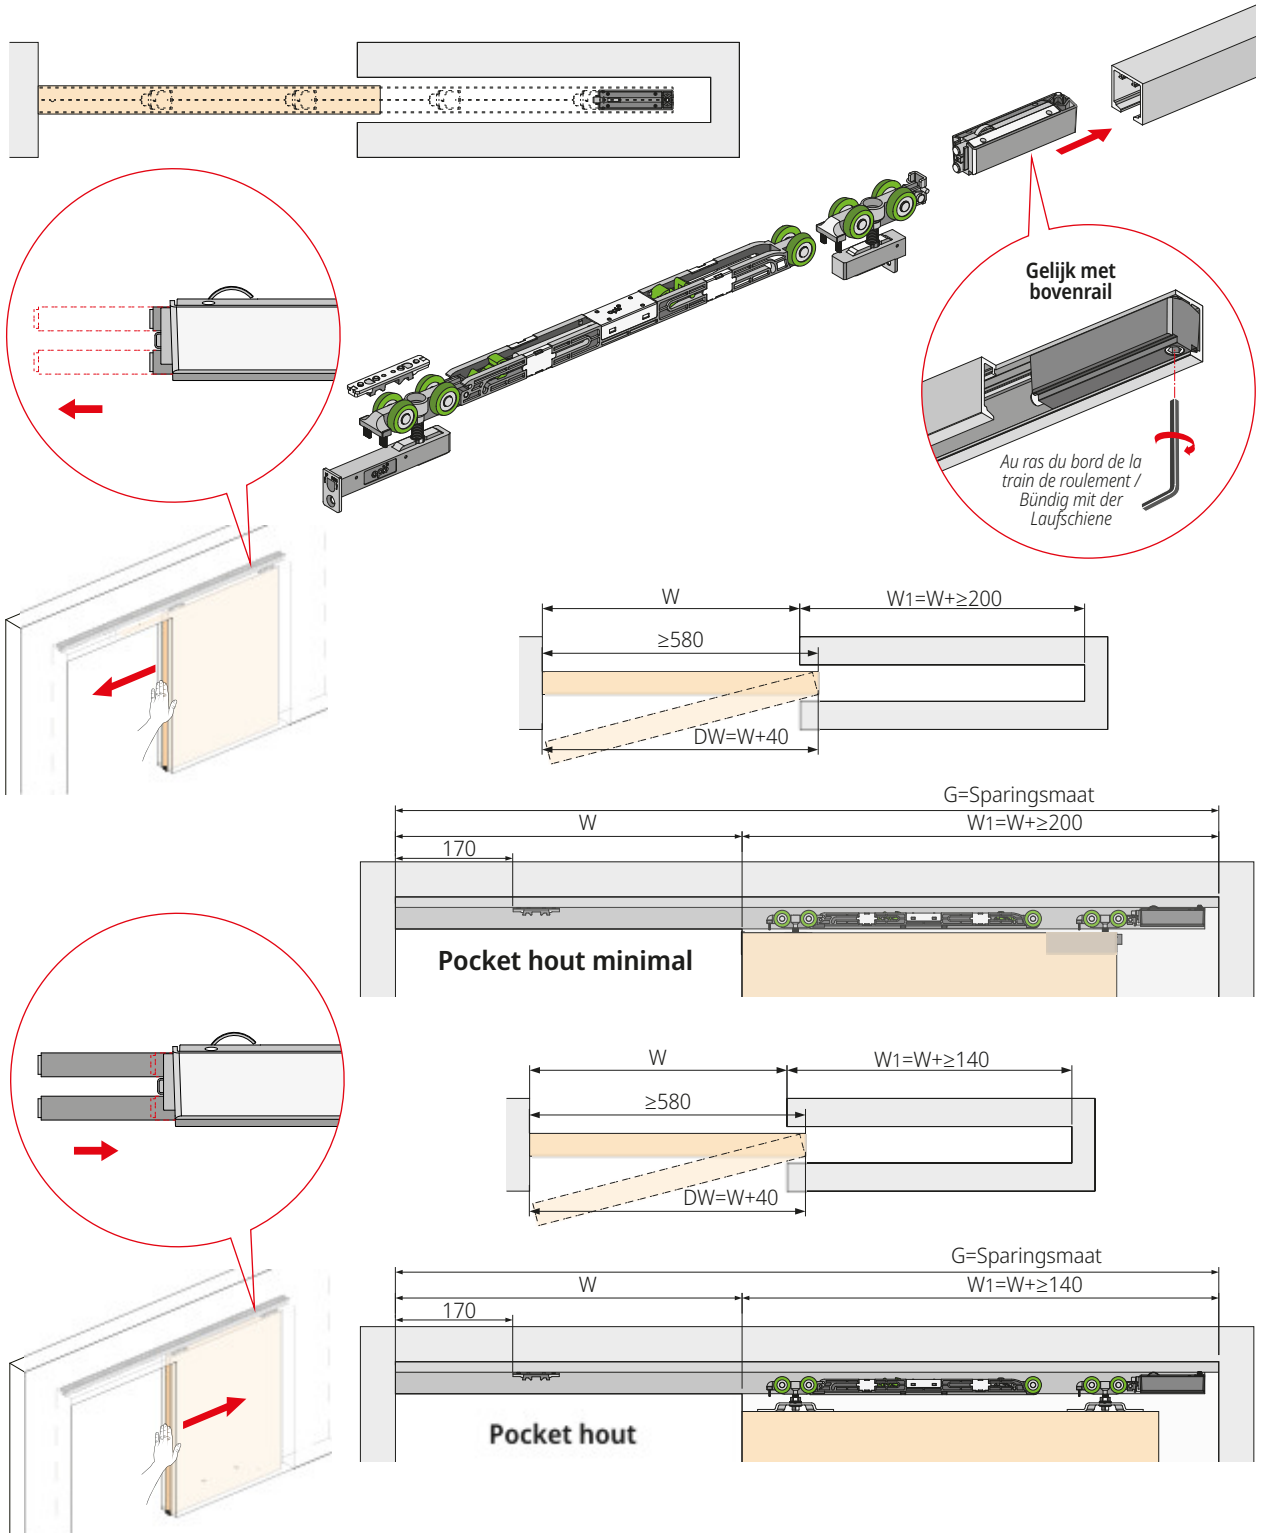 Gelijk met
bovenrail
Au ras du bord de la
train de roulement /
Bündig mit der
Laufschiene
W
W1=W+≥200
≥580
DW=W+40
G=Sparingsmaat
W
W1=W+≥200
170
Pocket hout minimal
W
W1=W+≥140
≥580
DW=W+40
G=Sparingsmaat
W
W1=W+≥140
170
Pocket hout